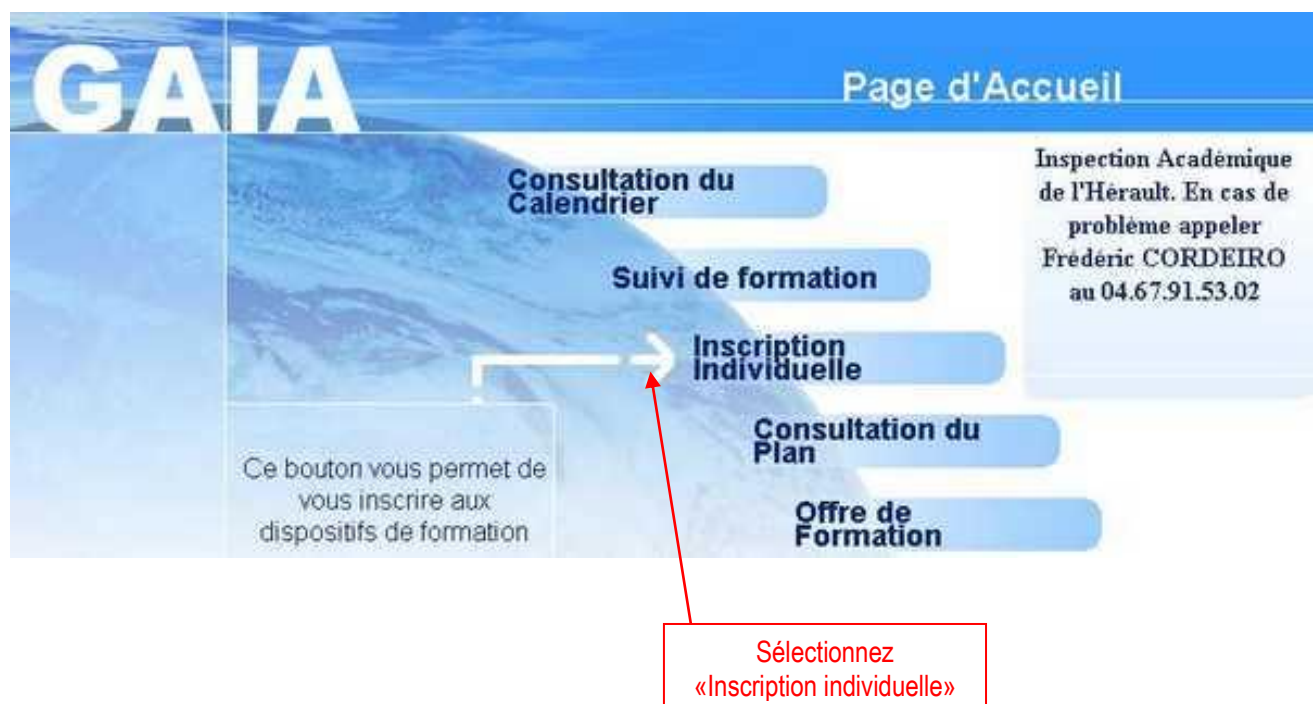 GAIA
Page d'Accueil
Inspection Académique
de l'Hérault. En cas de
problème appeler
Frédéric CORDEIRO
au 04.67.91.53.02
Consultation du
Calendrier
Suivi de formation
Inscription
Individuelle
Consultation du
Plan
Offre de
Formation
Ce bouton vous permet de
vous inscrire aux
dispositifs de formation
Sélectionnez
«Inscription individuelle»